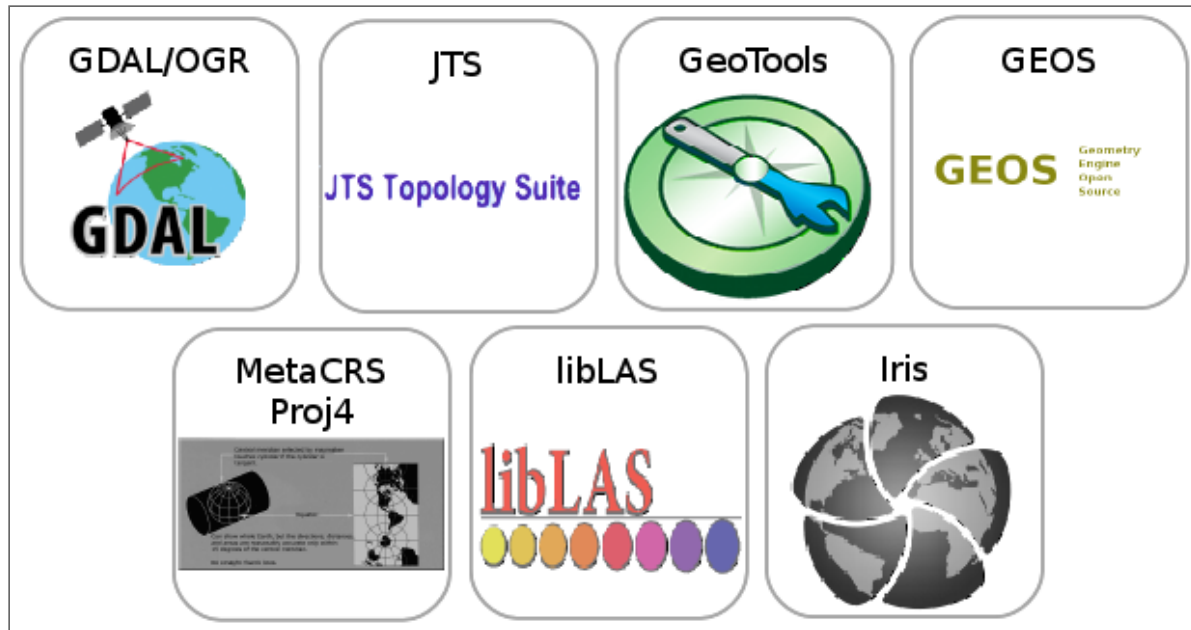 GDAL/OGR
GDAL
JTS
JTS Topology Suite
GeoTools
GEOS
GEOS
Geometry
Engine
Open
Source
MetaCRS
Proj4
Equator
libLAS
libLAS
Iris